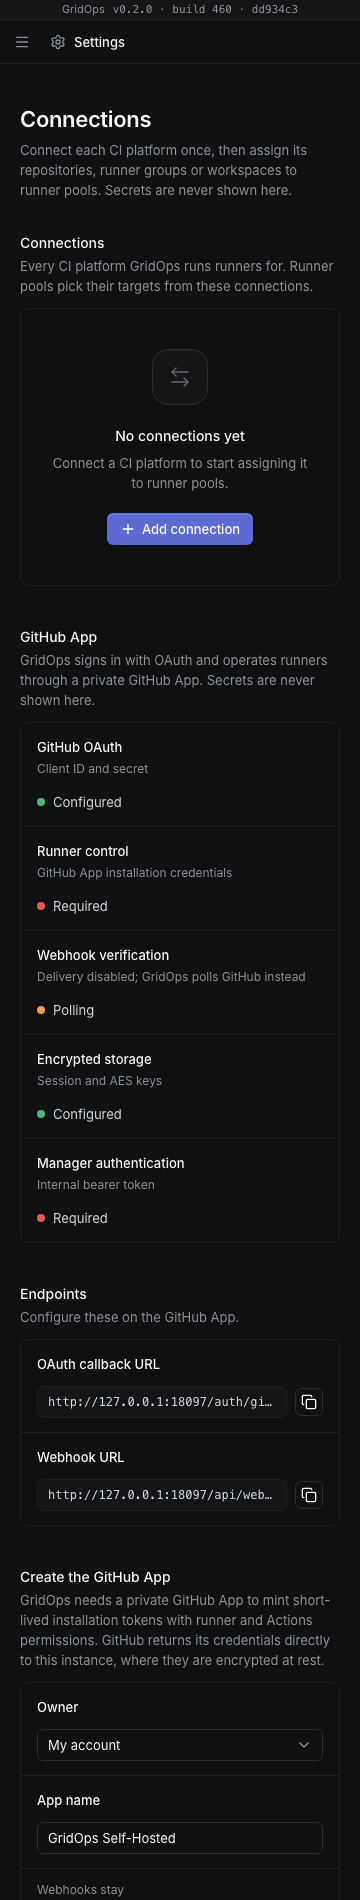 GridOps v0.2.0 · build 460 · dd934c3
Settings
Connections
Connect each CI platform once, then assign its
repositories, runner groups or workspaces to
runner pools. Secrets are never shown here.
Connections
Every CI platform GridOps runs runners for. Runner
pools pick their targets from these connections.
No connections yet
Connect a CI platform to start assigning it
to runner pools.
Add connection
GitHub App
GridOps signs in with OAuth and operates runners
through a private GitHub App. Secrets are never
shown here.
GitHub OAuth
Client ID and secret
Configured
Runner control
GitHub App installation credentials
Required
Webhook verification
Delivery disabled; GridOps polls GitHub instead
Polling
Encrypted storage
Session and AES keys
Configured
Manager authentication
Internal bearer token
Required
Endpoints
Configure these on the GitHub App.
OAuth callback URL
http://127.0.0.1:18097/auth/gi…
Webhook URL
http://127.0.0.1:18097/api/web…
Create the GitHub App
GridOps needs a private GitHub App to mint short-
lived installation tokens with runner and Actions
permissions. GitHub returns its credentials directly
to this instance, where they are encrypted at rest.
Owner
My account
App name
GridOps Self-Hosted
Webhooks stay